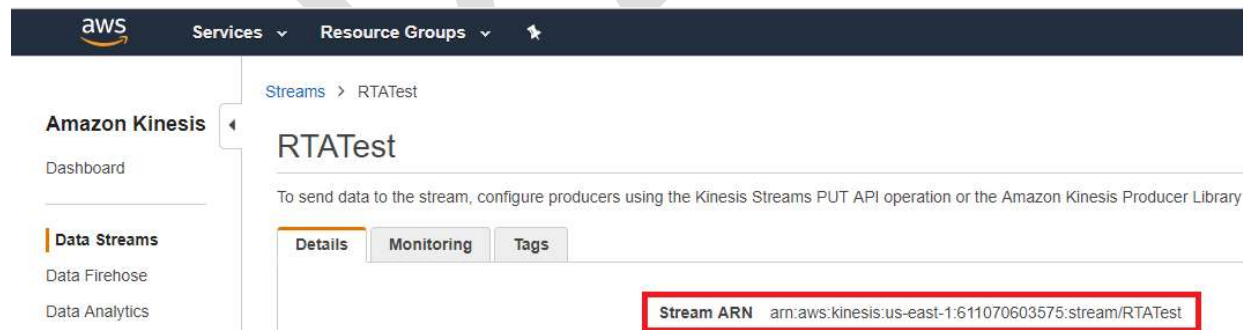 aws Services Resource Groups
Streams > RTATest
Amazon Kinesis
RTATest
Dashboard
To send data to the stream, configure producers using the Kinesis Streams PUT API operation or the Amazon Kinesis Producer Library
Data Streams
Details Monitoring Tags
Data Firehose
Data Analytics
Stream ARN arn:aws:kinesis:us-east-1:611070603575:stream/RTATest